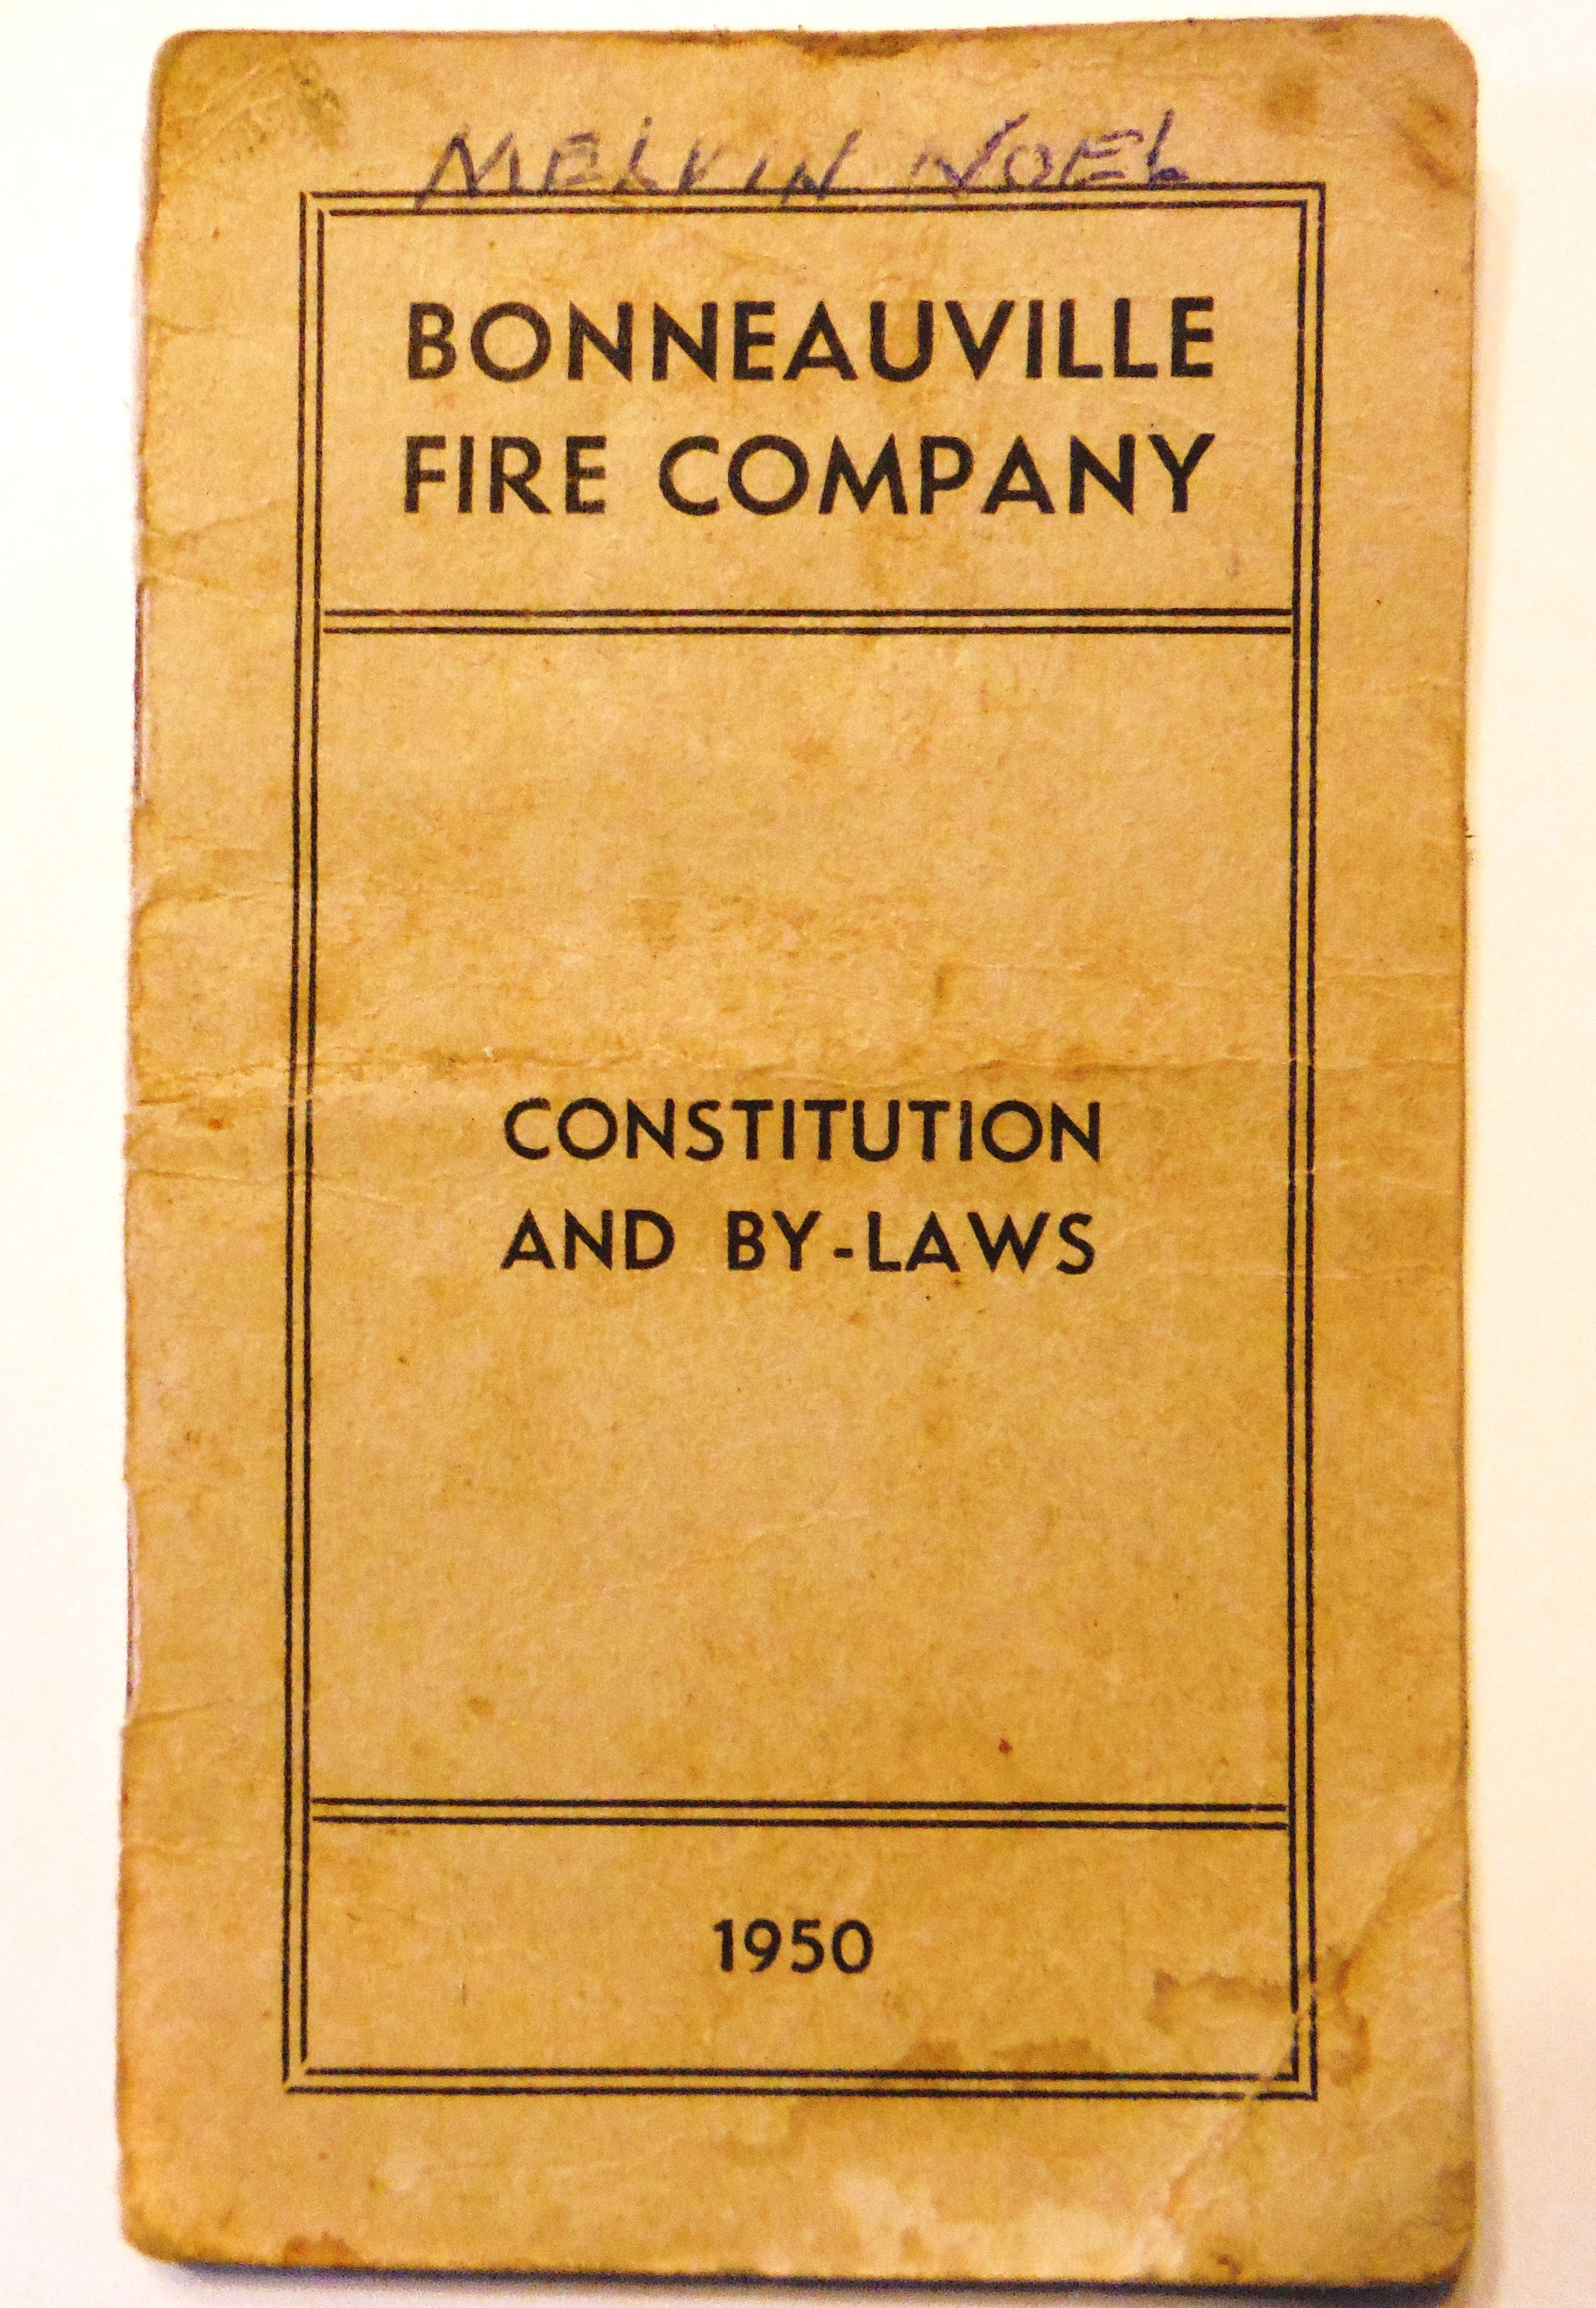 MELVIN NOEL
BONNEAUVILLE
FIRE COMPANY
CONSTITUTION
AND BY-LAWS
1950